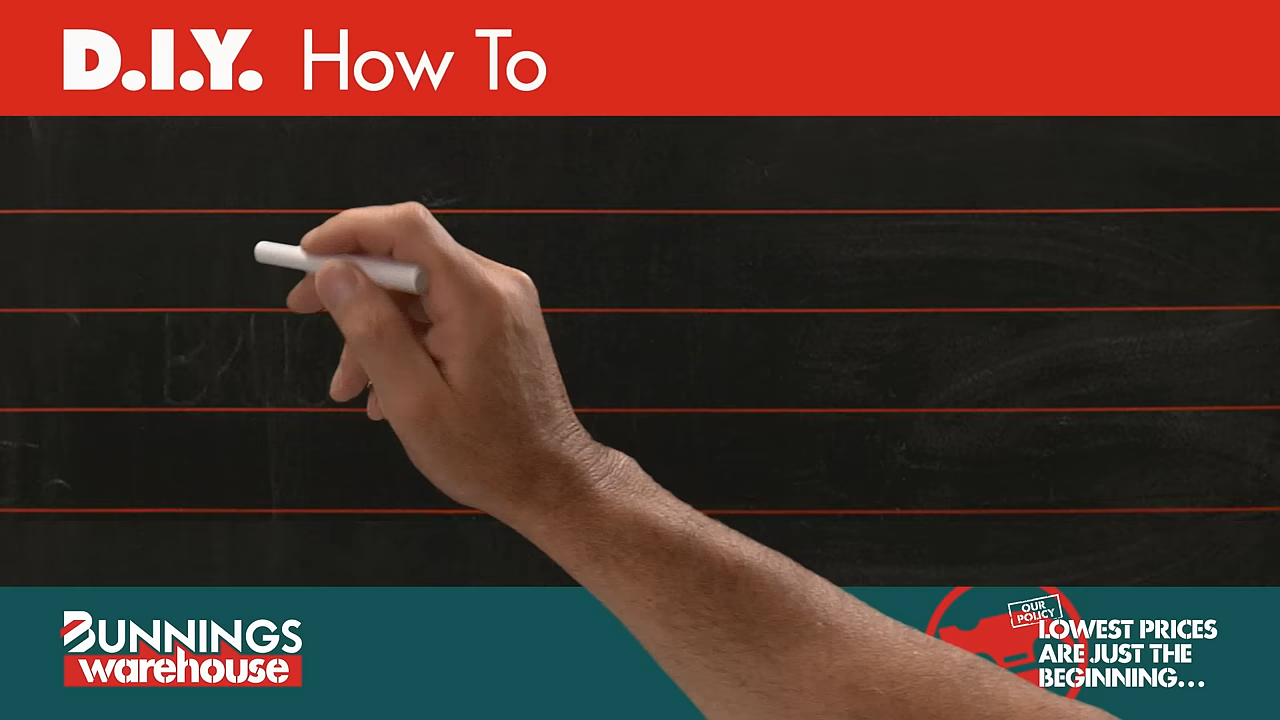 D.I.Y. How To
BUNNINGS
warehouse
OUR
POLICY
LOWEST PRICES
ARE JUST THE
BEGINNING...